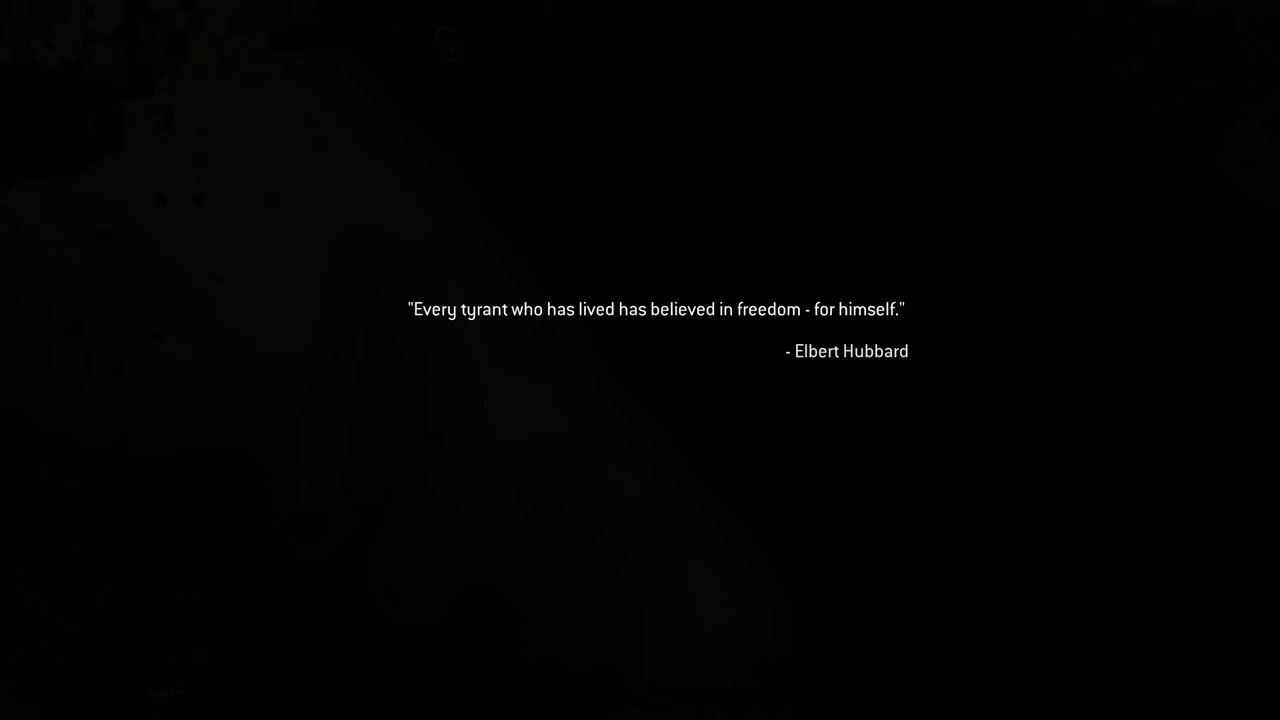 "Every tyrant who has lived has believed in freedom - for himself."
- Elbert Hubbard